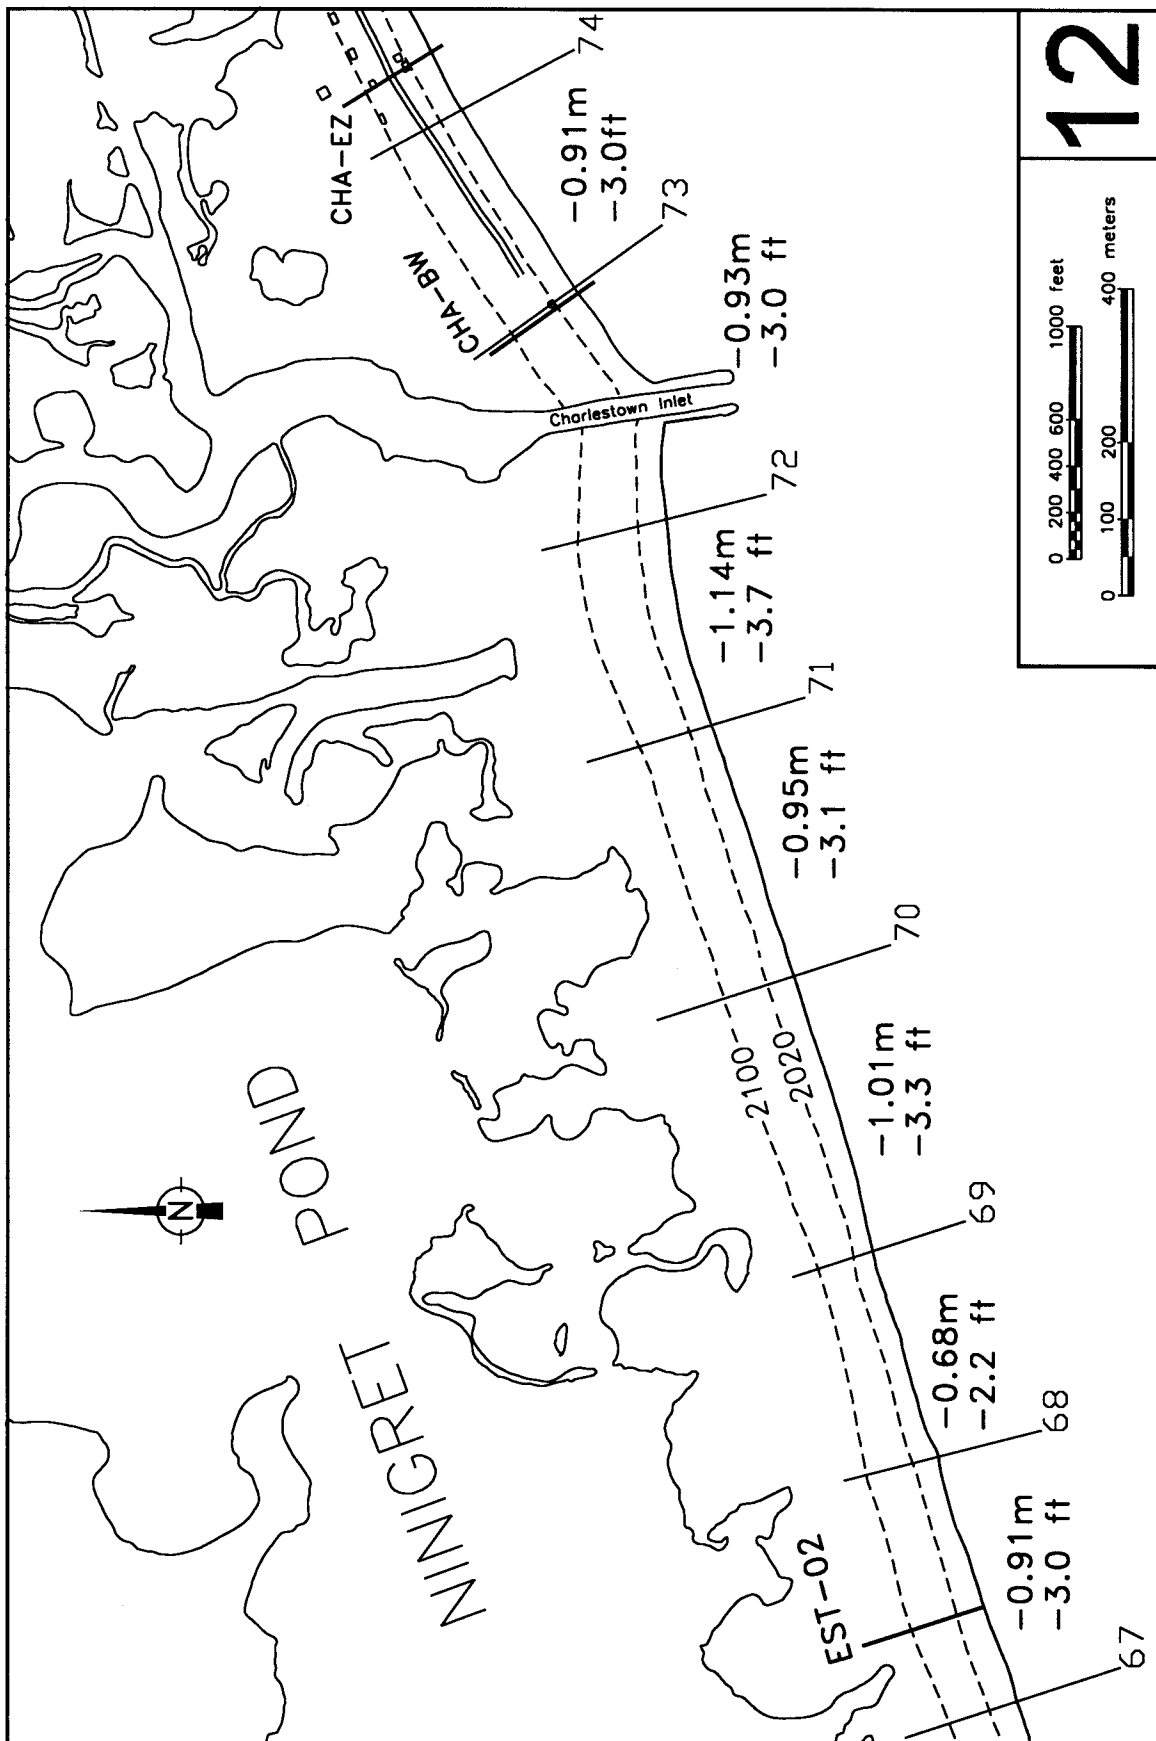 74
CHA-EZ
-0.91m
-3.0ft
73
CHA-BW
-0.93m
-3.0 ft
Charlestown Inlet
72
-1.14m
-3.7 ft
71
-0.95m
-3.1 ft
70
2100
2020
-1.01m
-3.3 ft
69
-0.68m
-2.2 ft
68
EST-02
-0.91m
-3.0 ft
67
NINIGRET POND
N
12
0 200 400 600 1000 feet
0 100 200 400 meters